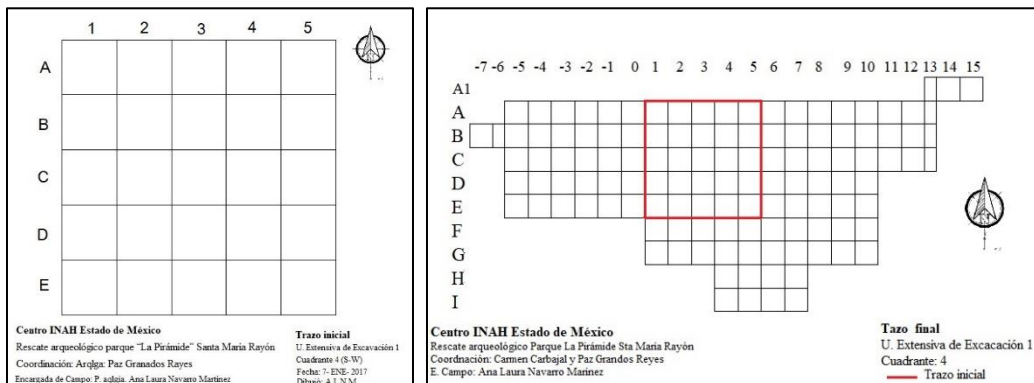 1 2 3 4 5
A
B
C
D
E
Centro INAH Estado de México
Rescate arqueológico parque "La Pirámide" Santa María Rayón
Coordinación: Arqlga: Paz Granados Rayes
Encargada de Campo: P. aqlgia. Ana Laura Navarro Martínez
Trazo inicial
U. Extensiva de Excavación 1
Cuadrante 4 (S-W)
Fecha: 7- ENE- 2017
Dibujó: A.L.N.M.
-7 -6 -5 -4 -3 -2 -1 0 1 2 3 4 5 6 7 8 9 10 11 12 13 14 15
A1
A
B
C
D
E
F
G
H
I
Centro INAH Estado de México
Rescate arqueológico Parque La Pirámide Sta María Rayón
Coordinación: Carmen Carbajal y Paz Grandos Reyes
E. Campo: Ana Laura Navarro Marinez
Tazo final
U. Extensiva de Excacación 1
Cuadrante: 4
Trazo inicial